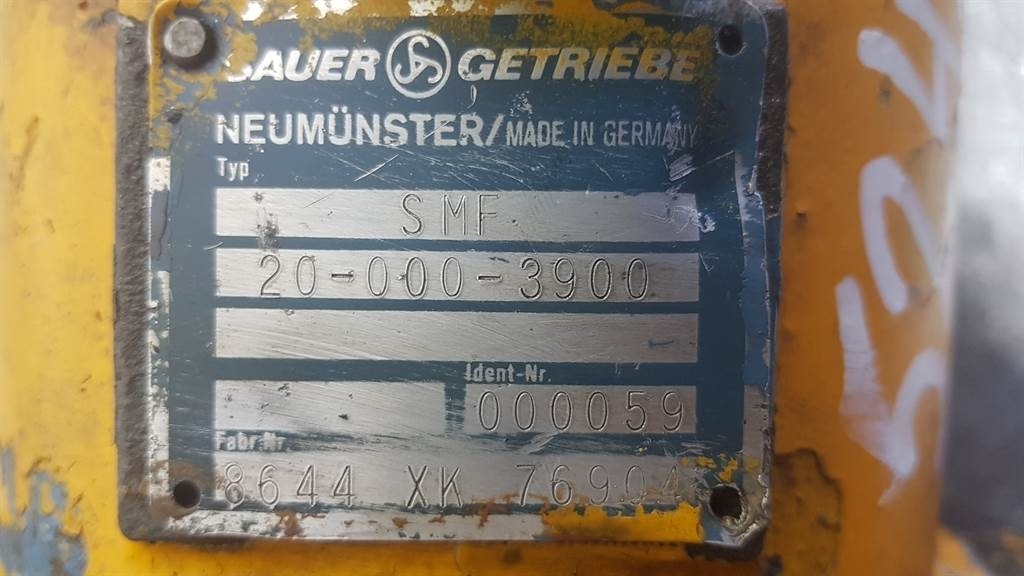 SAUER GETRIEBE
NEUMÜNSTER/MADE IN GERMANY
Typ
SMF
20-000-3900
Ident-Nr.
000059
Fabr-Nr.
8644 XK 76904